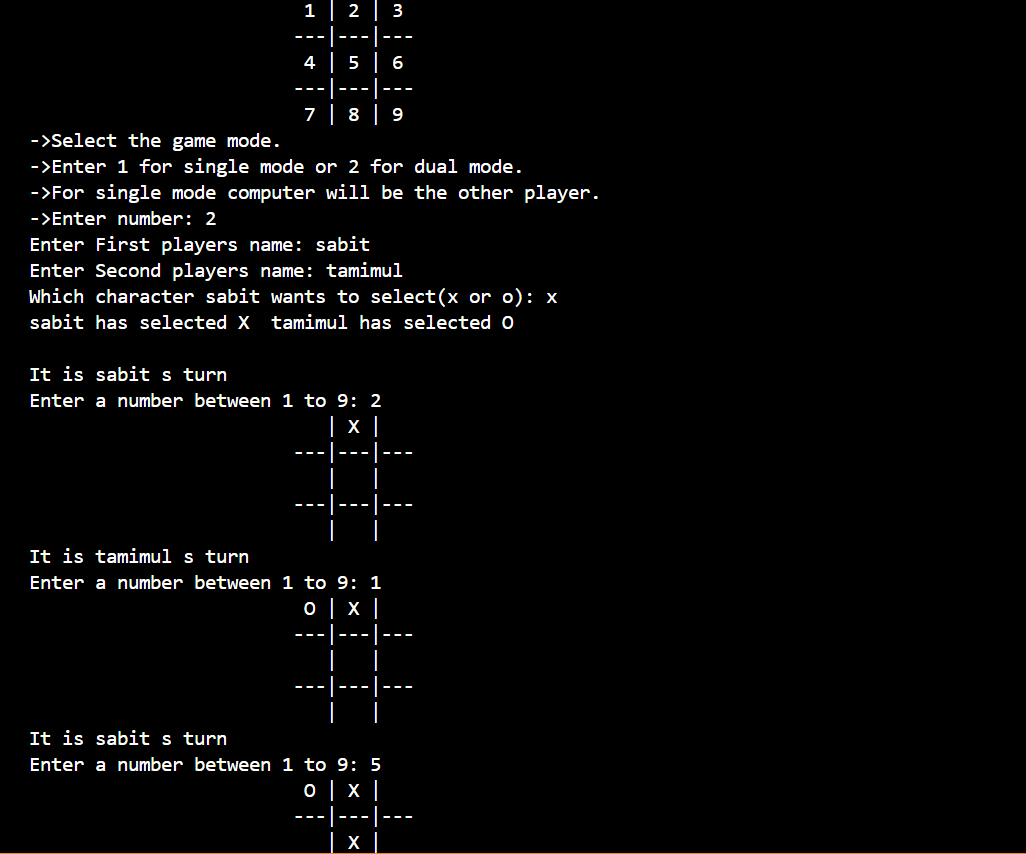 1 | 2 | 3
---|---|---
4 | 5 | 6
---|---|---
7 | 8 | 9
->Select the game mode.
->Enter 1 for single mode or 2 for dual mode.
->For single mode computer will be the other player.
->Enter number: 2
Enter First players name: sabit
Enter Second players name: tamimul
Which character sabit wants to select(x or o): x
sabit has selected X  tamimul has selected O
It is sabit s turn
Enter a number between 1 to 9: 2
  | X |
---|---|---
  |   |
---|---|---
  |   |
It is tamimul s turn
Enter a number between 1 to 9: 1
O | X |
---|---|---
  |   |
---|---|---
  |   |
It is sabit s turn
Enter a number between 1 to 9: 5
O | X |
---|---|---
  | X |